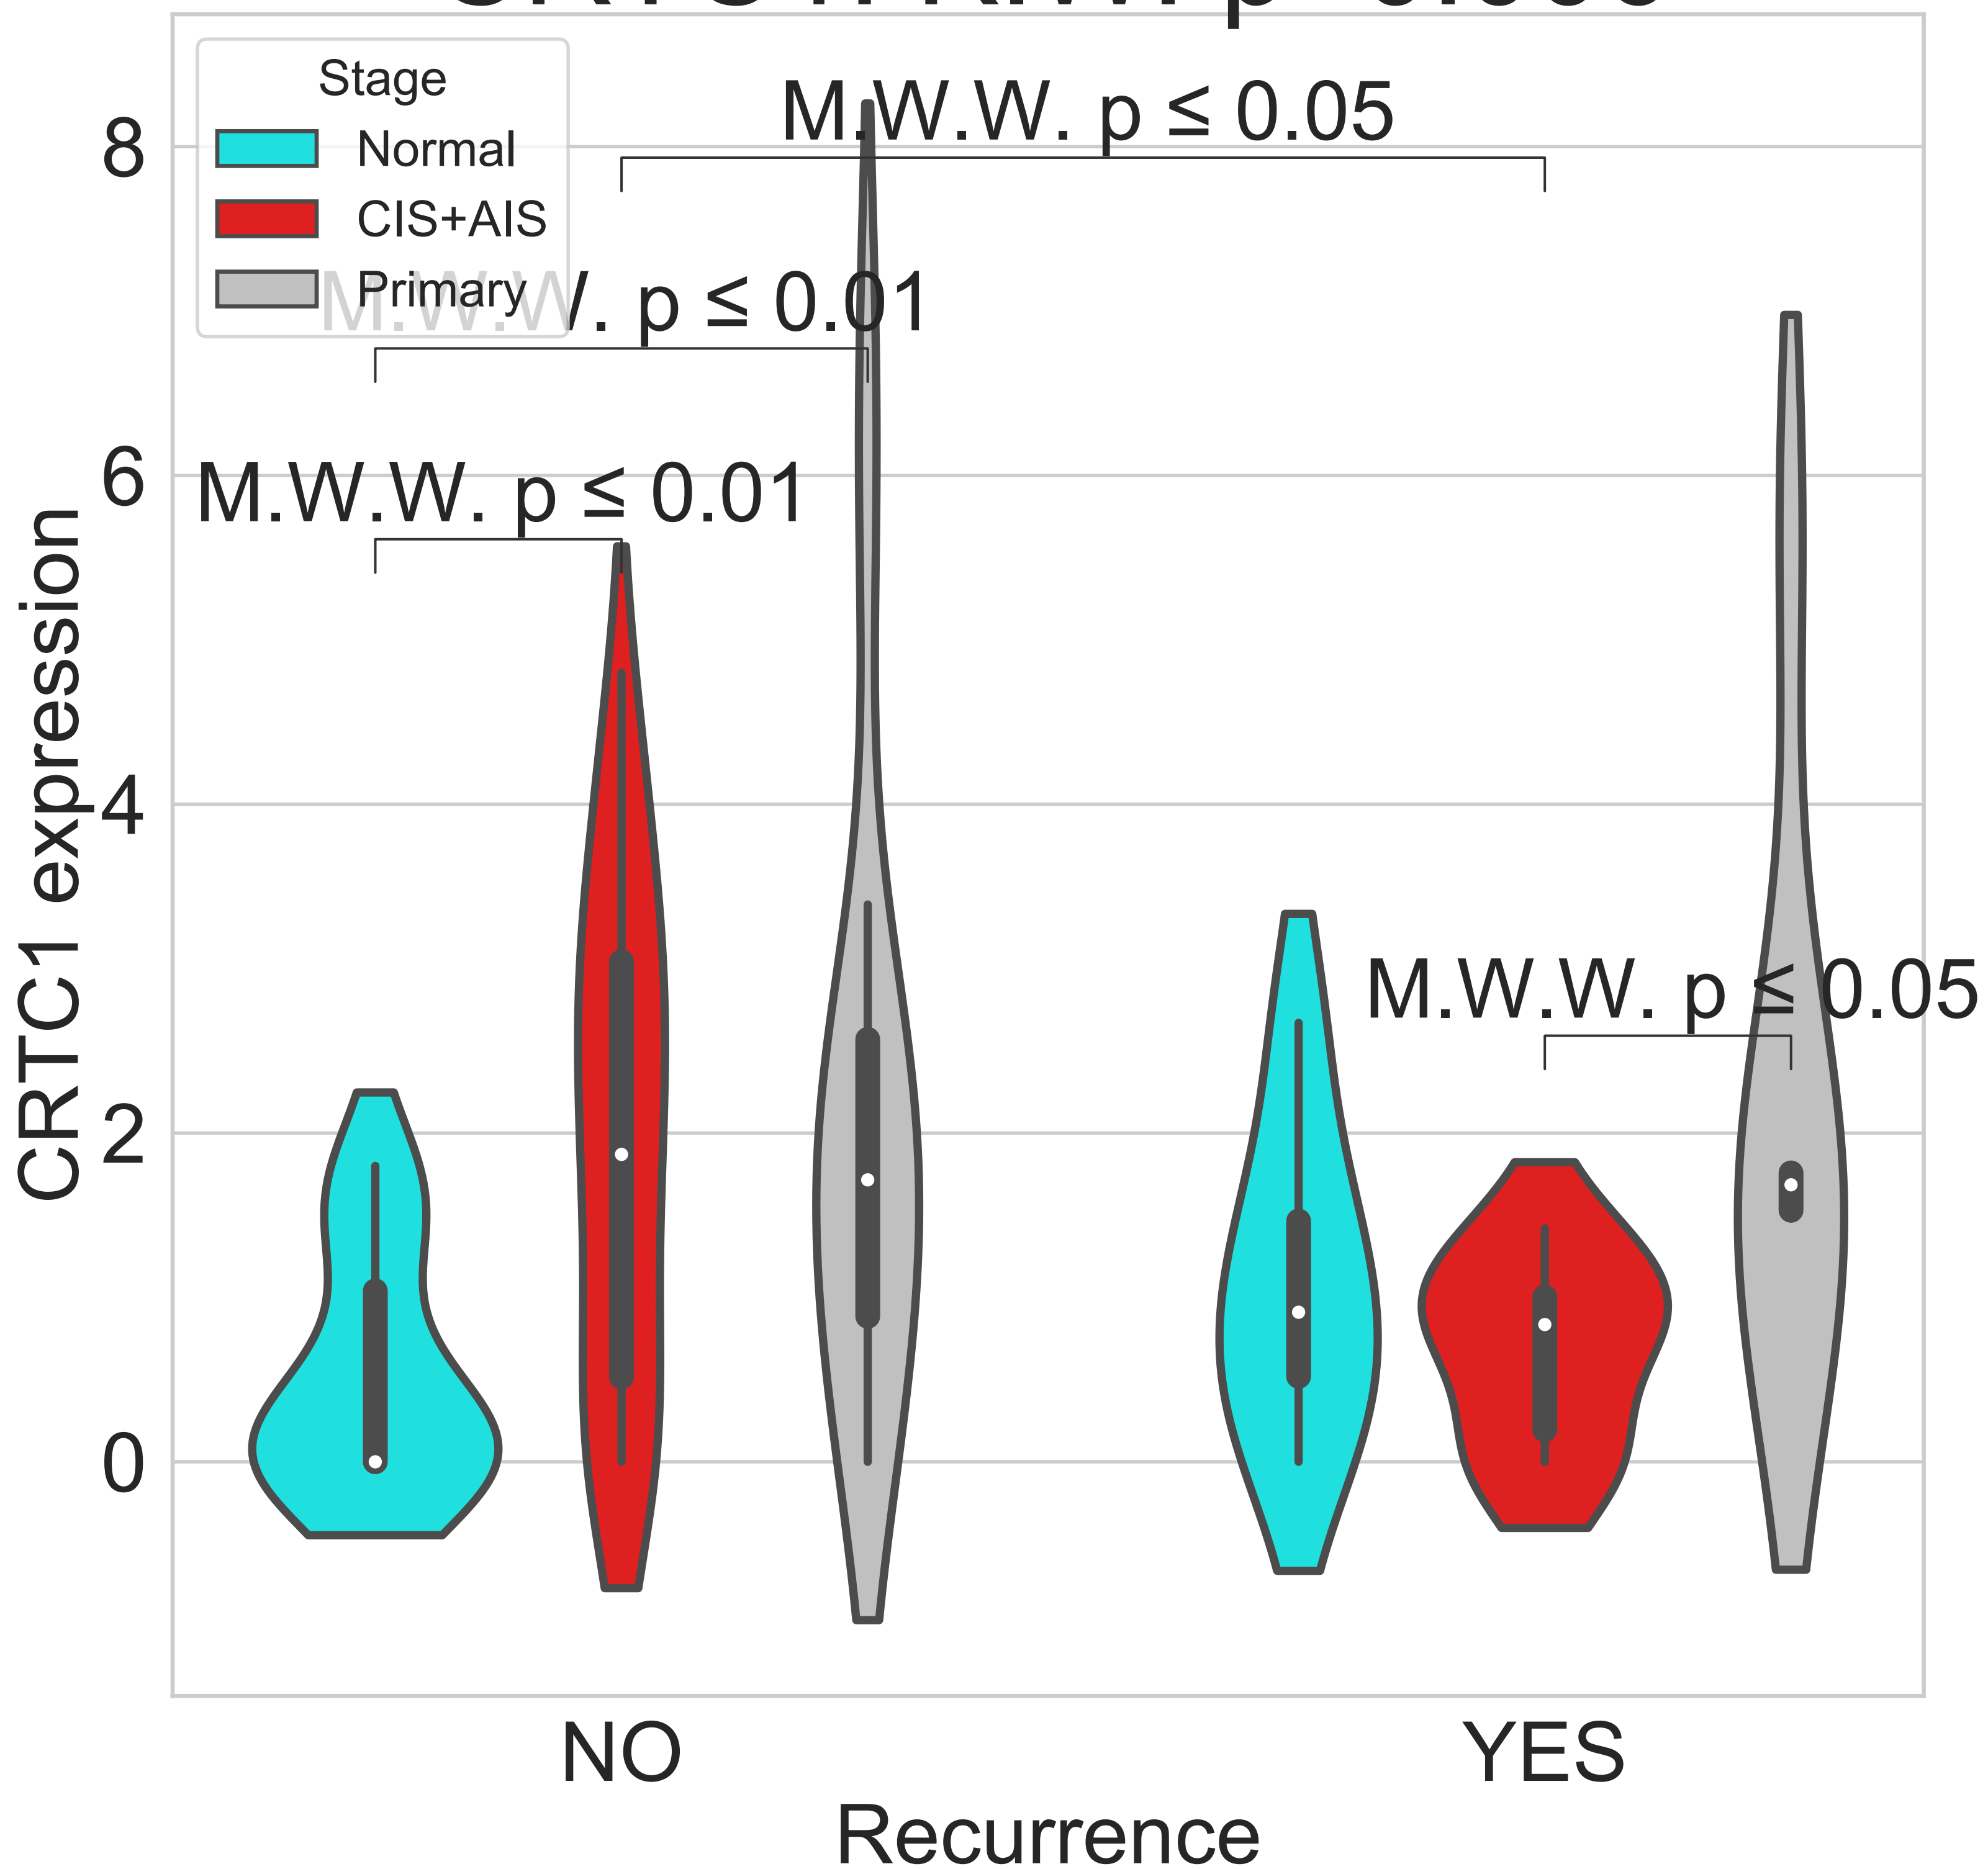 Stage
Normal
CIS+AIS
Primary
M.W.W. p ≤ 0.05
M.W.W. p ≤ 0.01
M.W.W. p ≤ 0.01
M.W.W. p ≤ 0.05
8
6
4
2
0
CRTC1 expression
NO
YES
Recurrence